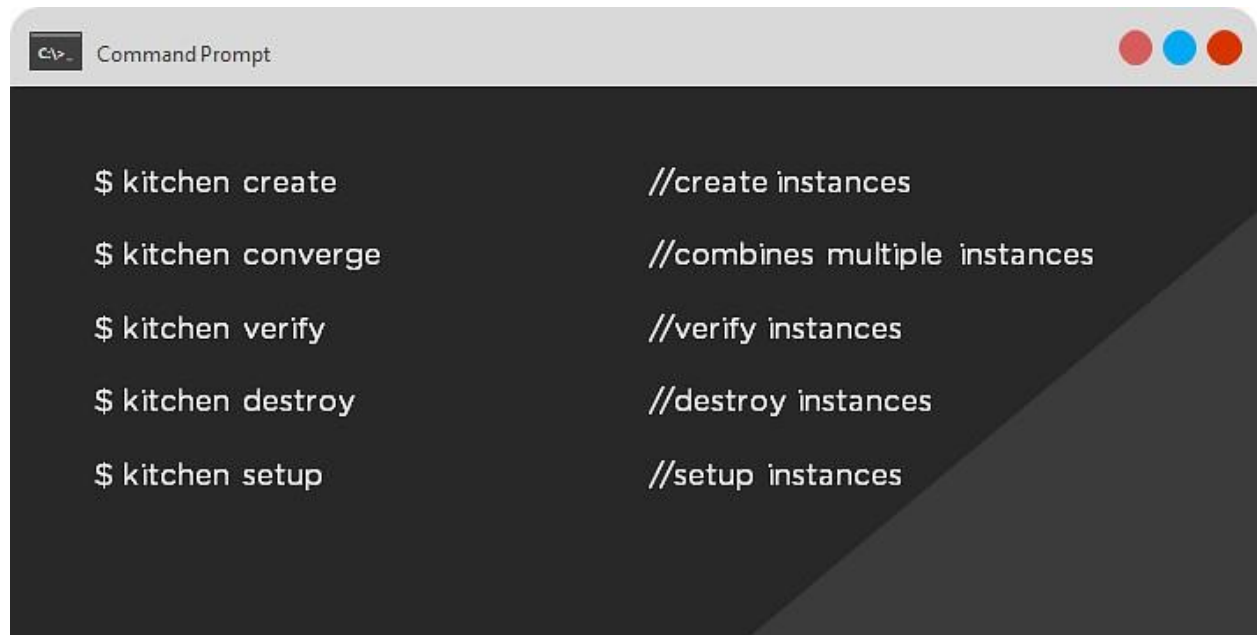 C:\>_ Command Prompt
$ kitchen create //create instances
$ kitchen converge //combines multiple instances
$ kitchen verify //verify instances
$ kitchen destroy //destroy instances
$ kitchen setup //setup instances